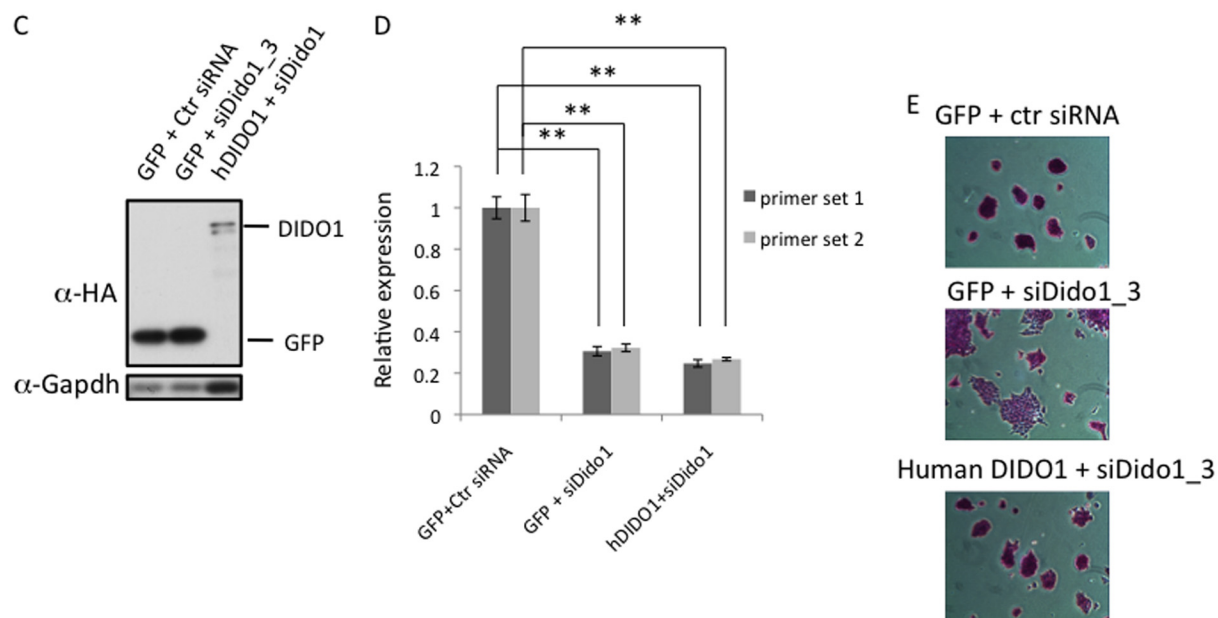 C
GFP + Ctr siRNA
GFP + siDido1_3
hDIDO1 + siDido1
DIDO1
α-HA
GFP
α-Gapdh
D
**
**
**
**
Relative expression
1.2
1
0.8
0.6
0.4
0.2
0
primer set 1
primer set 2
GFP+Ctr siRNA
GFP + siDido1
hDIDO1+siDido1
E
GFP + ctr siRNA
GFP + siDido1_3
Human DIDO1 + siDido1_3